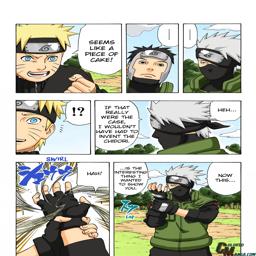 SEEMS
LIKE A
PIECE OF
CAKE!
!?
IF THAT
REALLY
WERE THE
CASE,
I WOULDN'T
HAVE HAD TO
INVENT THE
CHIDORI.
HEH...
SWIRL
HAH!
...IS THE
INTERESTING
THING I
WANTED TO
SHOW YOU.
NOW
THIS...